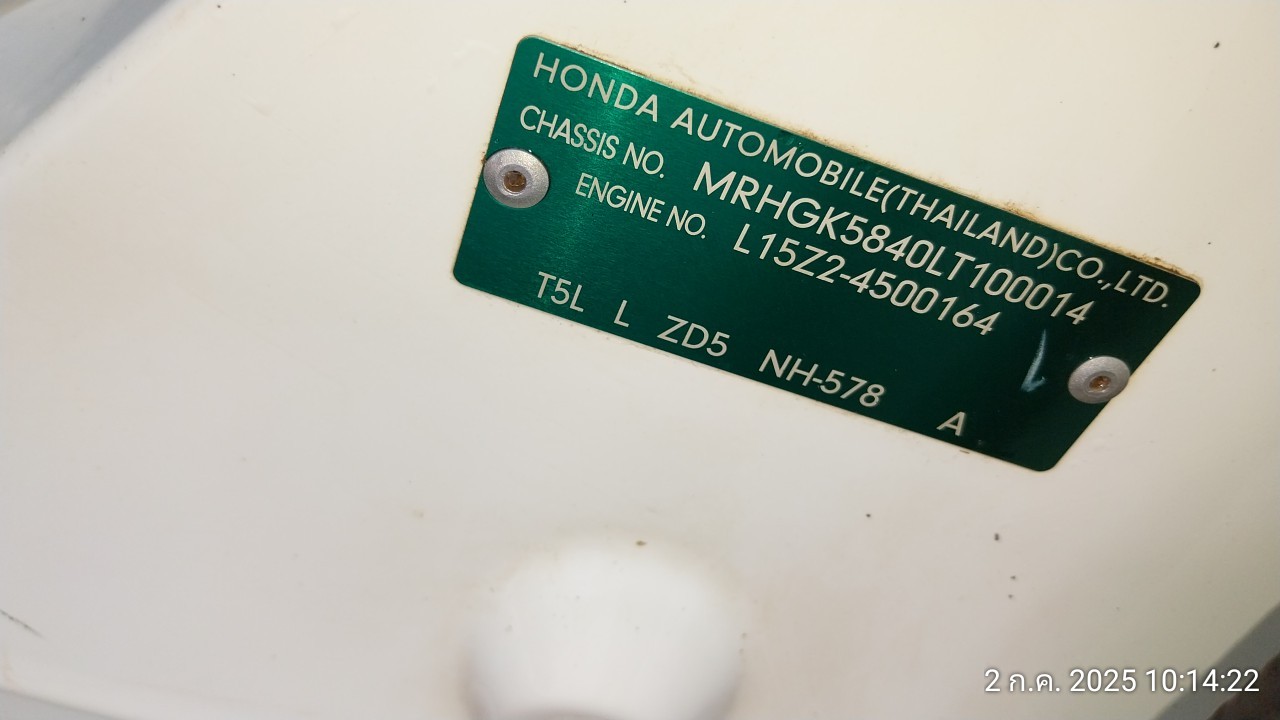 HONDA AUTOMOBILE(THAILAND)CO.,LTD.
CHASSIS NO. MRHGK5840LT100014
ENGINE NO. L15Z2-4500164
T5L L ZD5 NH-578 A
2 ก.ค. 2025 10:14:22